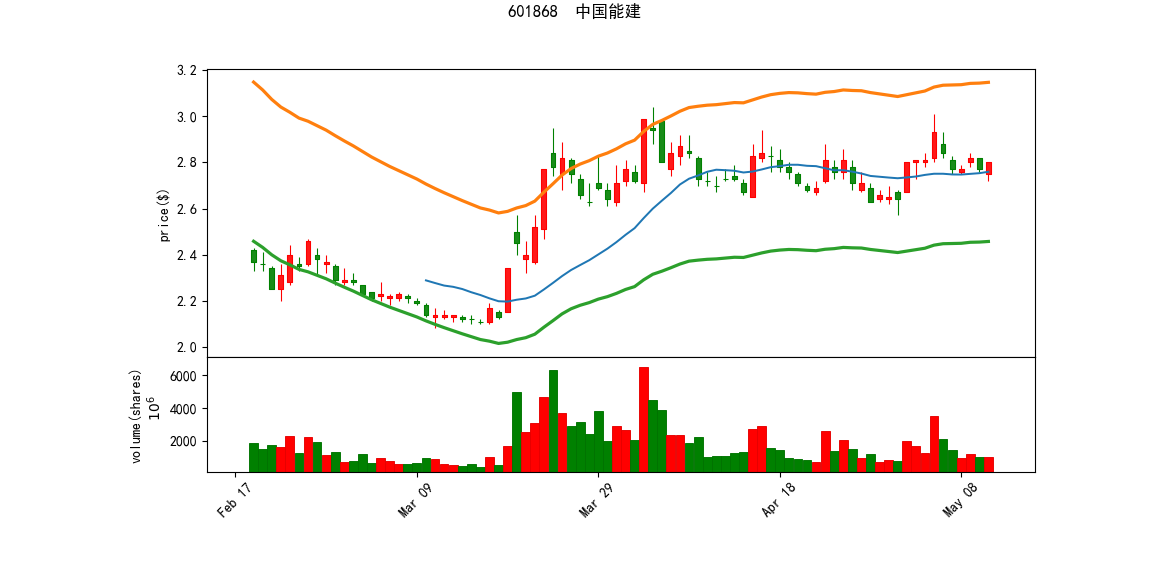 601868 中国能建
price($)
3.2
3.0
2.8
2.6
2.4
2.2
2.0
volume(shares)
10^6
6000
4000
2000
Feb 17
Mar 09
Mar 29
Apr 18
May 08